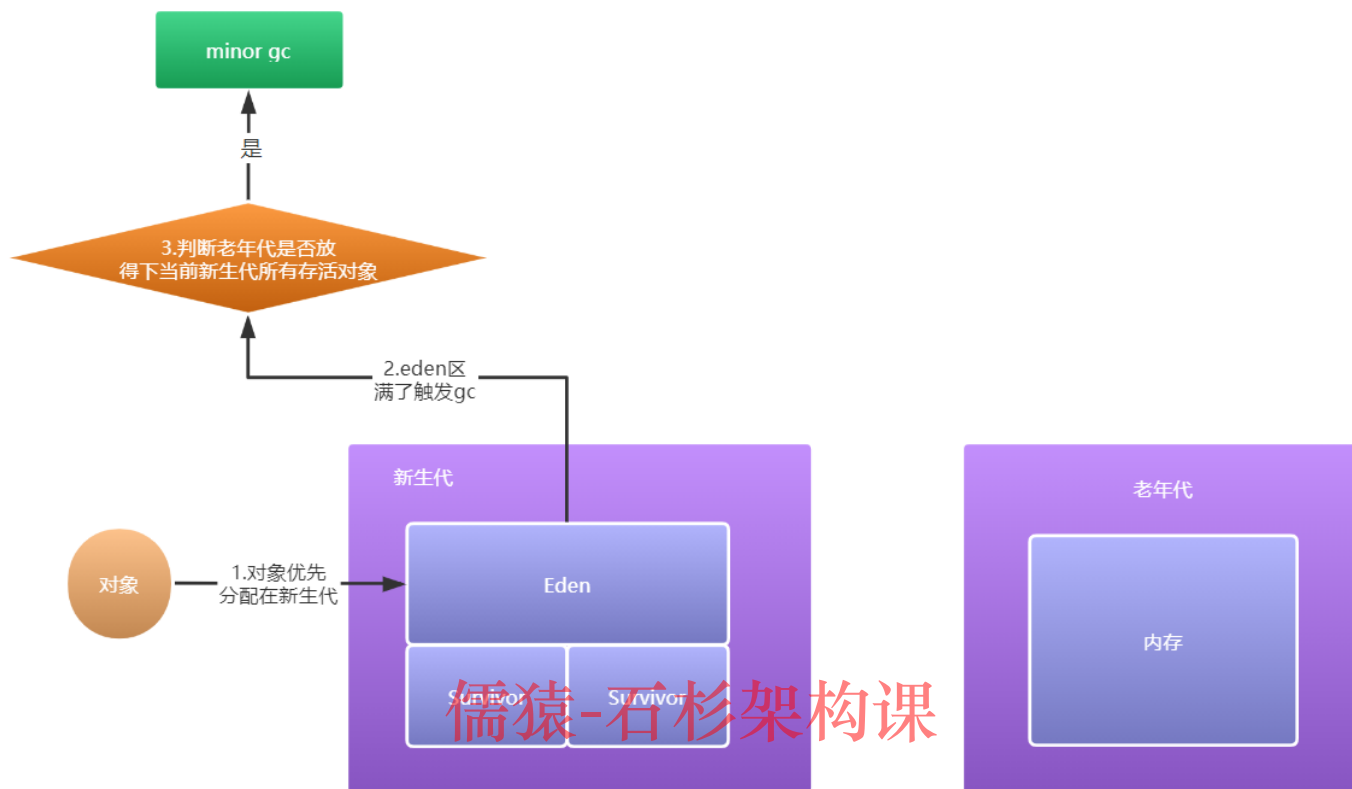 minor gc
是
3.判断老年代是否放
得下当前新生代所有存活对象
2.eden区
满了触发gc
新生代
老年代
对象
1.对象优先
分配在新生代
Eden
内存
Survivor
Survivor
儒猿-石杉架构课